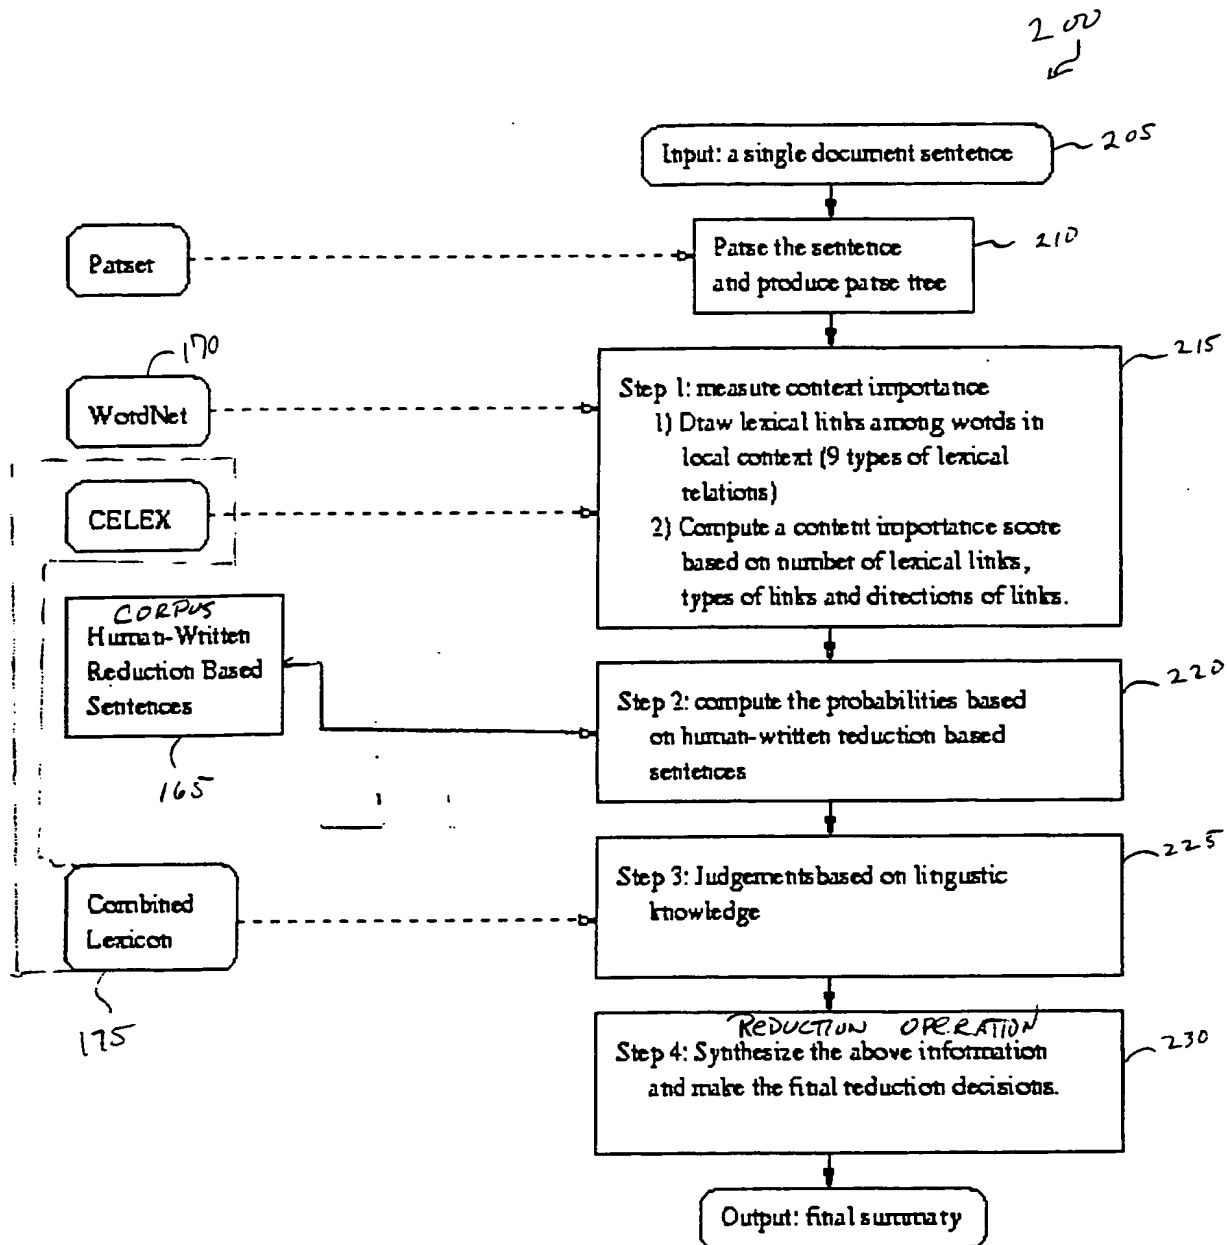 200
Input: a single document sentence
205
Parser
Parse the sentence
and produce parse tree
210
170
WordNet
CELEX
Step 1: measure context importance
1) Draw lexical links among words in
local context (9 types of lexical
relations)
2) Compute a content importance score
based on number of lexical links,
types of links and directions of links.
215
CORPUS
Human-Written
Reduction Based
Sentences
165
Step 2: compute the probabilities based
on human-written reduction based
sentences
220
Combined
Lexicon
175
Step 3: Judgementsbased on lingustic
knowledge
225
REDUCTION OPERATION
Step 4: Synthesize the above information
and make the final reduction decisions.
230
Output: final summary